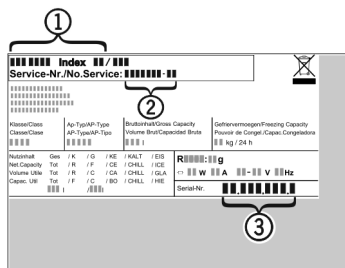 1
Index /
Service-Nr./No.Service: -
2
Klasse/Class Ap-Typ/AP-Type Bruttoinhalt/Gross Capacity Gefriervermoegen/Freezing Capacity
Classe/Clase AP-Type/AP-Tipo Volume Brut/Capacidad Bruta Pouvoir de Congel./Capac.Congeladora
l kg / 24 h
Nutzinhalt Ges / K / G / KE / KALT / EIS
Net Capacity Tot / R / F / CE / CHILL / ICE
Volume Utile Tot / R / C / CA / CHILL / GLA
Capac. Util Tot / F / C / BO / CHILL / HIE
l / l
R : g
W A - V Hz
Serial-Nr. . . .
3